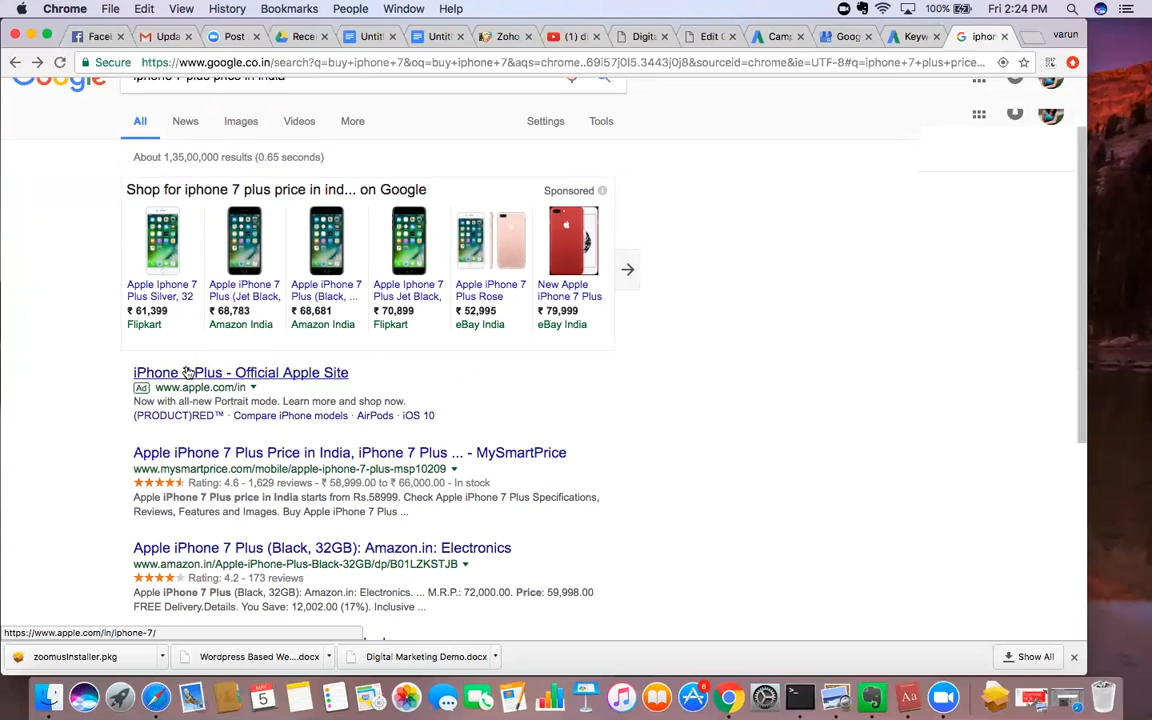 Chrome File Edit View History Bookmarks People Window Help 100% Fri 2:24 PM
Faceb Upda Post Rece Untitl Untitl Zoho (1) di Digita Edit C Camp Goog Keyw iphon varun
Secure https://www.google.co.in/search?q=buy+iphone+7&oq=buy+iphone+7&aqs=chrome..69i57j0l5.3443j0j8&sourceid=chrome&ie=UTF-8#q=iphone+7+plus+price...
iphone 7 plus price in india
All News Images Videos More Settings Tools
About 1,35,00,000 results (0.65 seconds)
Shop for iphone 7 plus price in ind... on Google Sponsored
Apple Iphone 7 Plus Silver, 32
₹ 61,399
Flipkart
Apple iPhone 7 Plus (Jet Black,
₹ 68,783
Amazon India
Apple iPhone 7 Plus (Black, ...
₹ 68,681
Amazon India
Apple Iphone 7 Plus Jet Black,
₹ 70,899
Flipkart
Apple iPhone 7 Plus Rose
₹ 52,995
eBay India
New Apple iPhone 7 Plus
₹ 79,999
eBay India
iPhone Plus - Official Apple Site
Ad www.apple.com/in
Now with all-new Portrait mode. Learn more and shop now.
(PRODUCT)RED™ · Compare iPhone models · AirPods · iOS 10
Apple iPhone 7 Plus Price in India, iPhone 7 Plus ... - MySmartPrice
www.mysmartprice.com/mobile/apple-iphone-7-plus-msp10209
Rating: 4.6 - 1,629 reviews - ₹ 58,999.00 to ₹ 66,000.00 - In stock
Apple iPhone 7 Plus price in India starts from Rs.58999. Check Apple iPhone 7 Plus Specifications,
Reviews, Features and Images. Buy Apple iPhone 7 Plus ...
Apple iPhone 7 Plus (Black, 32GB): Amazon.in: Electronics
www.amazon.in/Apple-iPhone-Plus-Black-32GB/dp/B01LZKSTJB
Rating: 4.2 - 173 reviews
Apple iPhone 7 Plus (Black, 32GB): Amazon.in: Electronics. ... M.R.P.: 72,000.00. Price: 59,998.00
FREE Delivery.Details. You Save: 12,002.00 (17%). Inclusive ...
https://www.apple.com/in/iphone-7/
zoomusInstaller.pkg Wordpress Based We....docx Digital Marketing Demo.docx Show All
MAY
5
6